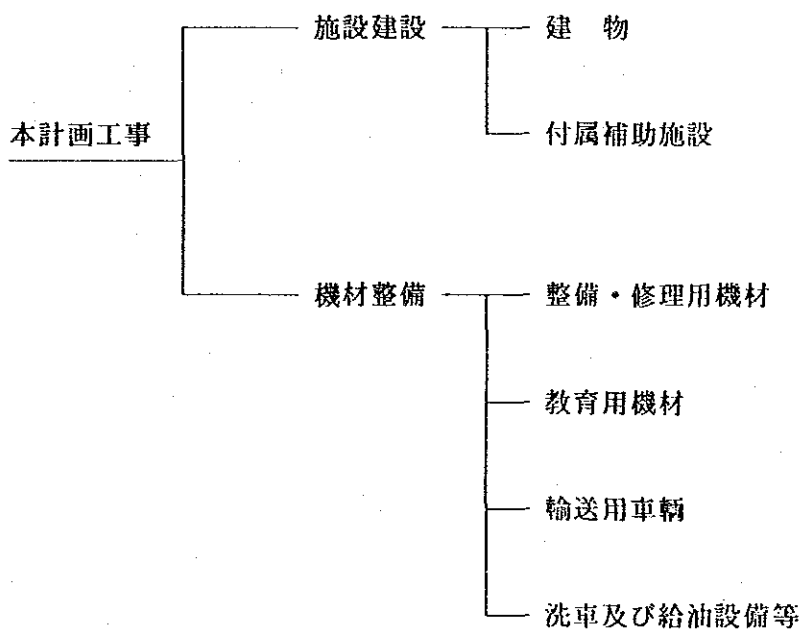 施設建設
建　物
本計画工事
付属補助施設
機材整備
整備・修理用機材
教育用機材
輸送用車輌
洗車及び給油設備等